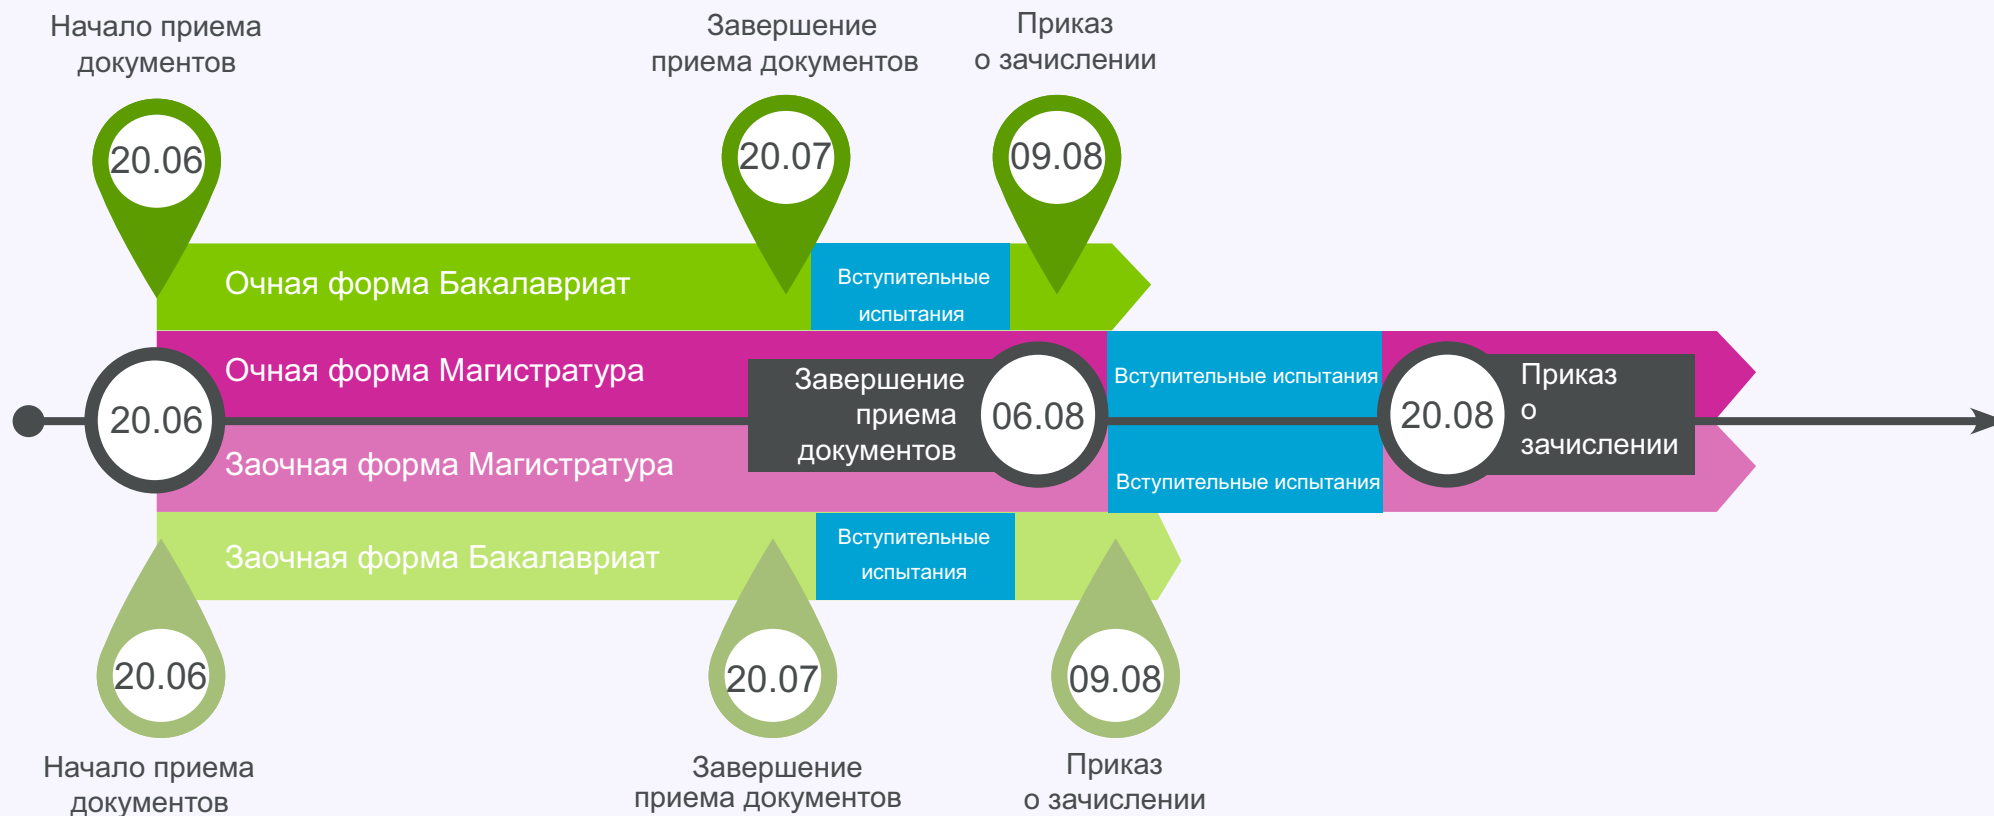 Начало приема
документов
Завершение
приема документов
Приказ
о зачислении
20.06
20.07
09.08
Очная форма Бакалавриат
Вступительные
испытания
Очная форма Магистратура
Вступительные испытания
20.06
Завершение
приема
документов
06.08
20.08
Приказ
о
зачислении
Заочная форма Магистратура
Вступительные испытания
Заочная форма Бакалавриат
Вступительные
испытания
20.06
20.07
09.08
Начало приема
документов
Завершение
приема документов
Приказ
о зачислении